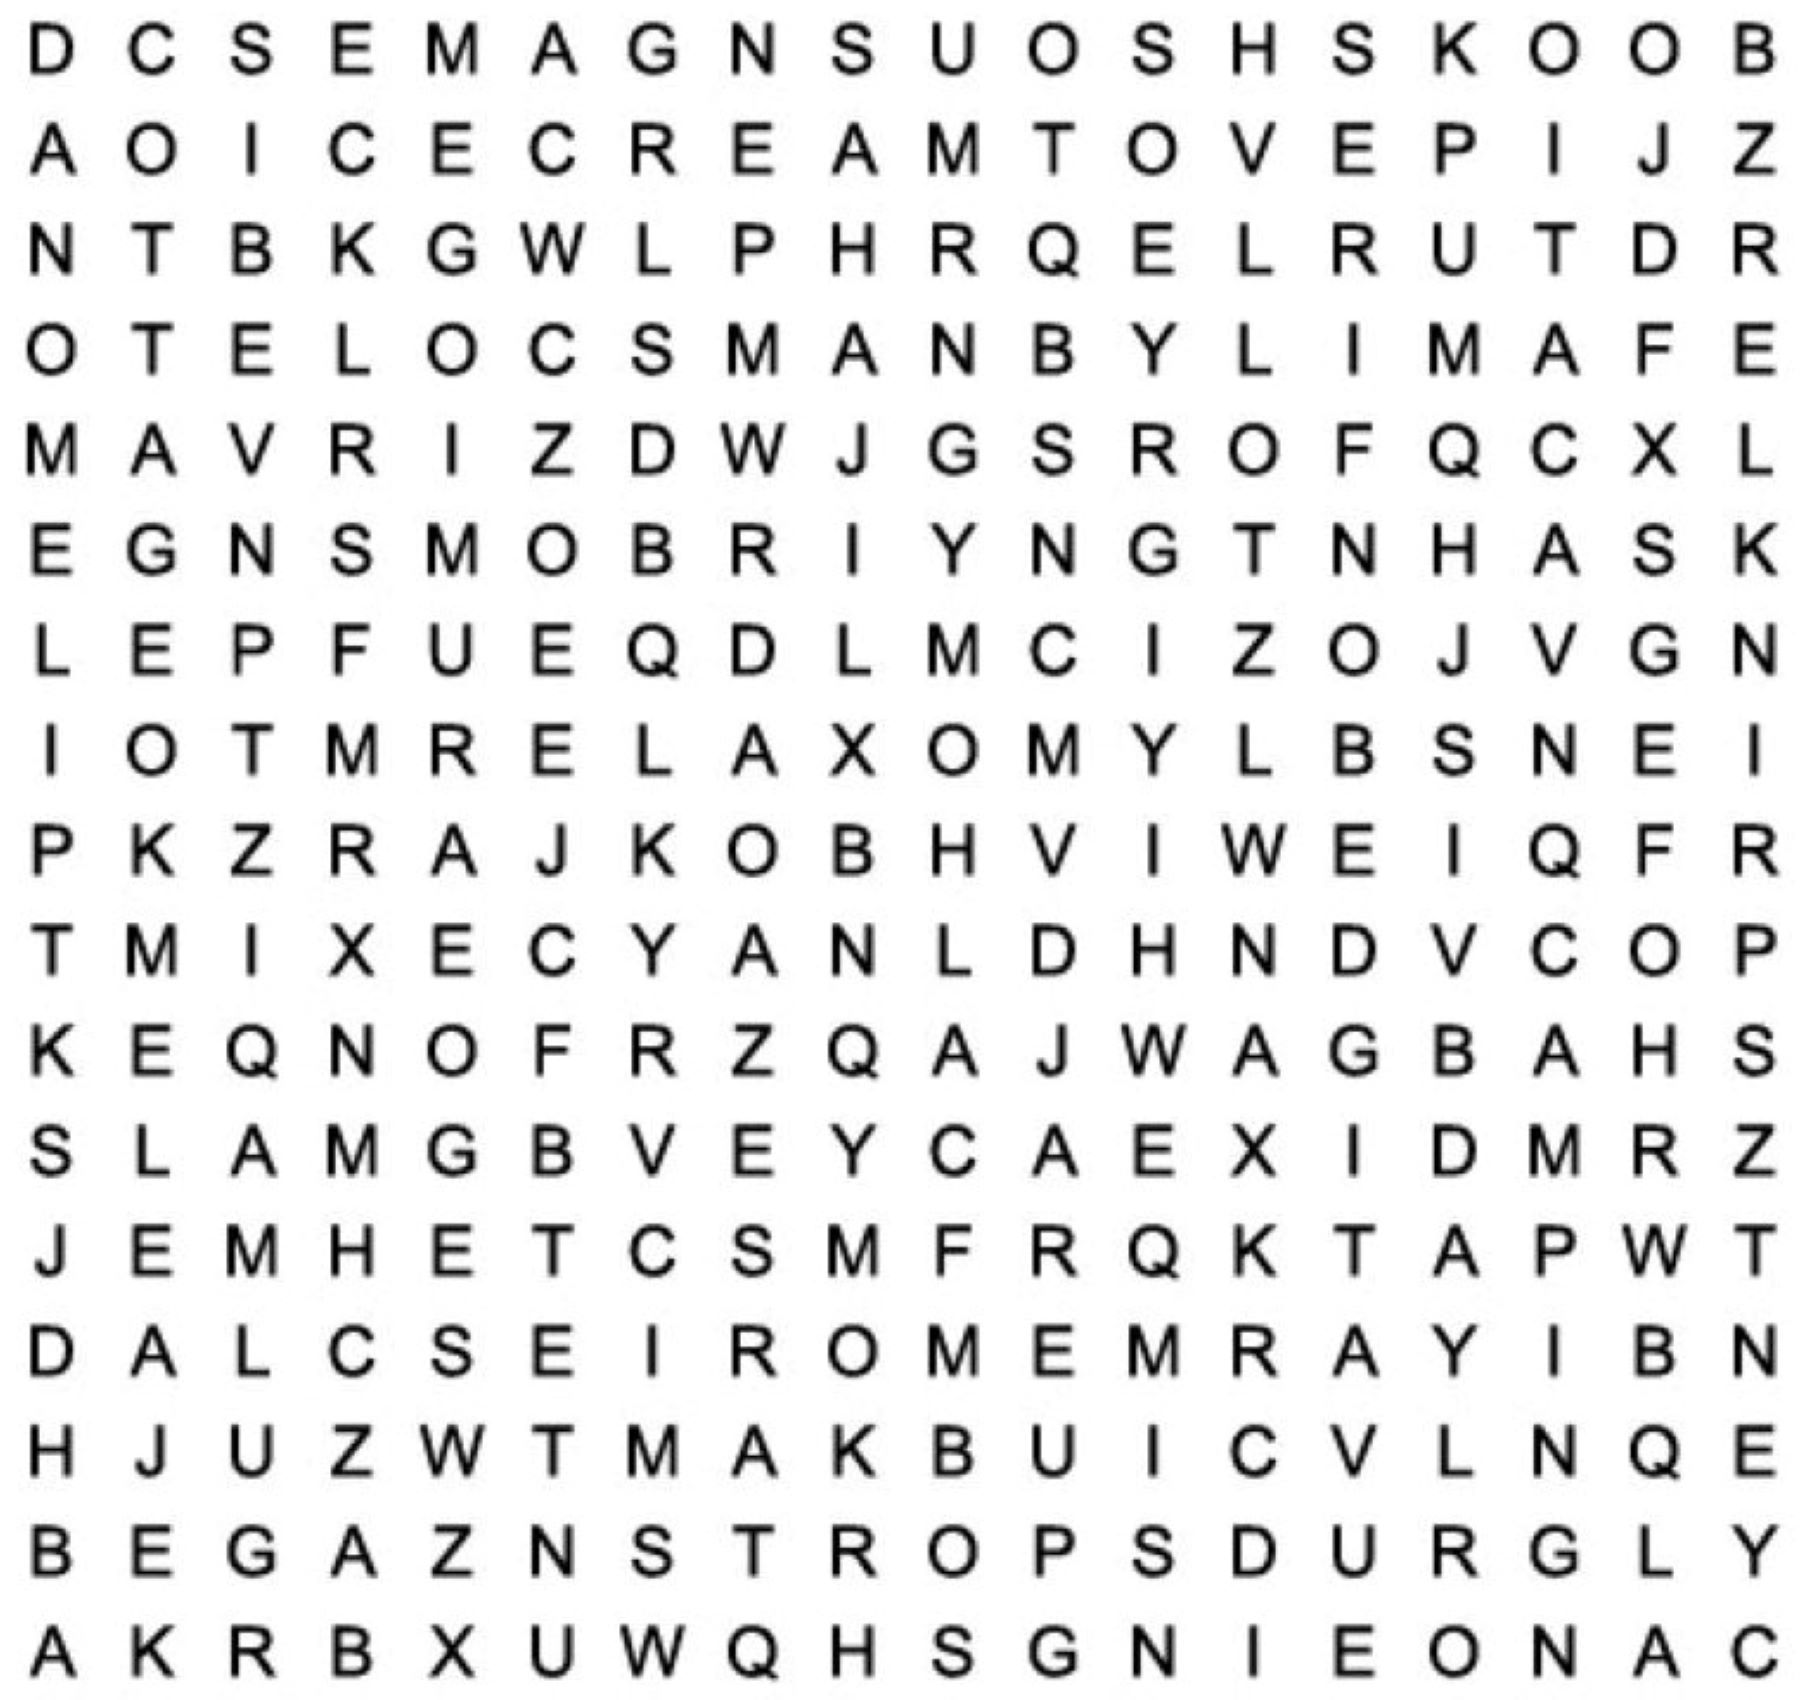 D C S E M A G N S U O S H S K O O B
A O I C E C R E A M T O V E P I J Z
N T B K G W L P H R Q E L R U T D R
O T E L O C S M A N B Y L I M A F E
M A V R I Z D W J G S R O F Q C X L
E G N S M O B R I Y N G T N H A S K
L E P F U E Q D L M C I Z O J V G N
I O T M R E L A X O M Y L B S N E I
P K Z R A J K O B H V I W E I Q F R
T M I X E C Y A N L D H N D V C O P
K E Q N O F R Z Q A J W A G B A H S
S L A M G B V E Y C A E X I D M R Z
J E M H E T C S M F R Q K T A P W T
D A L C S E I R O M E M R A Y I B N
H J U Z W T M A K B U I C V L N Q E
B E G A Z N S T R O P S D U R G L Y
A K R B X U W Q H S G N I E O N A C